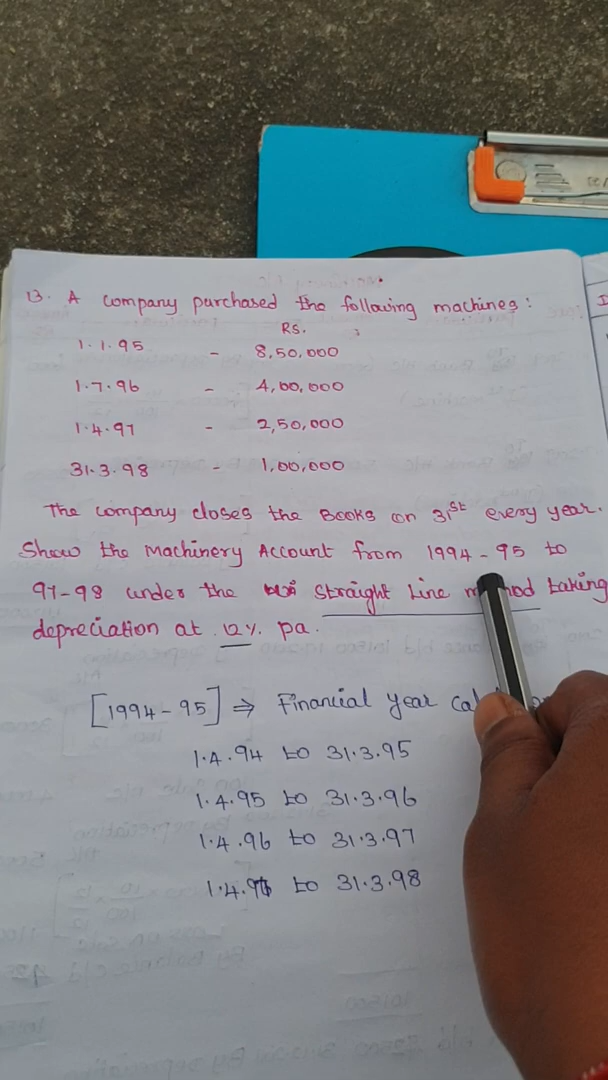 13. A company purchased the following machines:
Rs.
1.1.95 - 8,50,000
1.7.96 - 4,00,000
1.4.97 - 2,50,000
31.3.98 - 1,00,000
The company closes the Books on 31st every year.
Show the Machinery Account from 1994-95 to
97-98 under the Straight Line taking
depreciation at 12% pa.
[1994-95] ⇒ Financial year
1.4.94 to 31.3.95
1.4.95 to 31.3.96
1.4.96 to 31.3.97
1.4.97 to 31.3.98